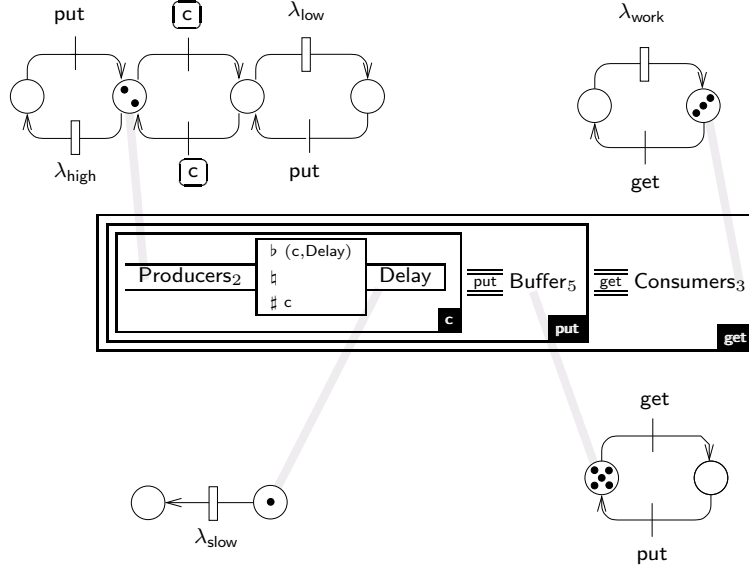 put c λlow λwork
λhigh c put get
♭ (c,Delay)
Producers2 ♮ Delay put Buffer5 get Consumers3
♯ c
c put get
get
λslow
put